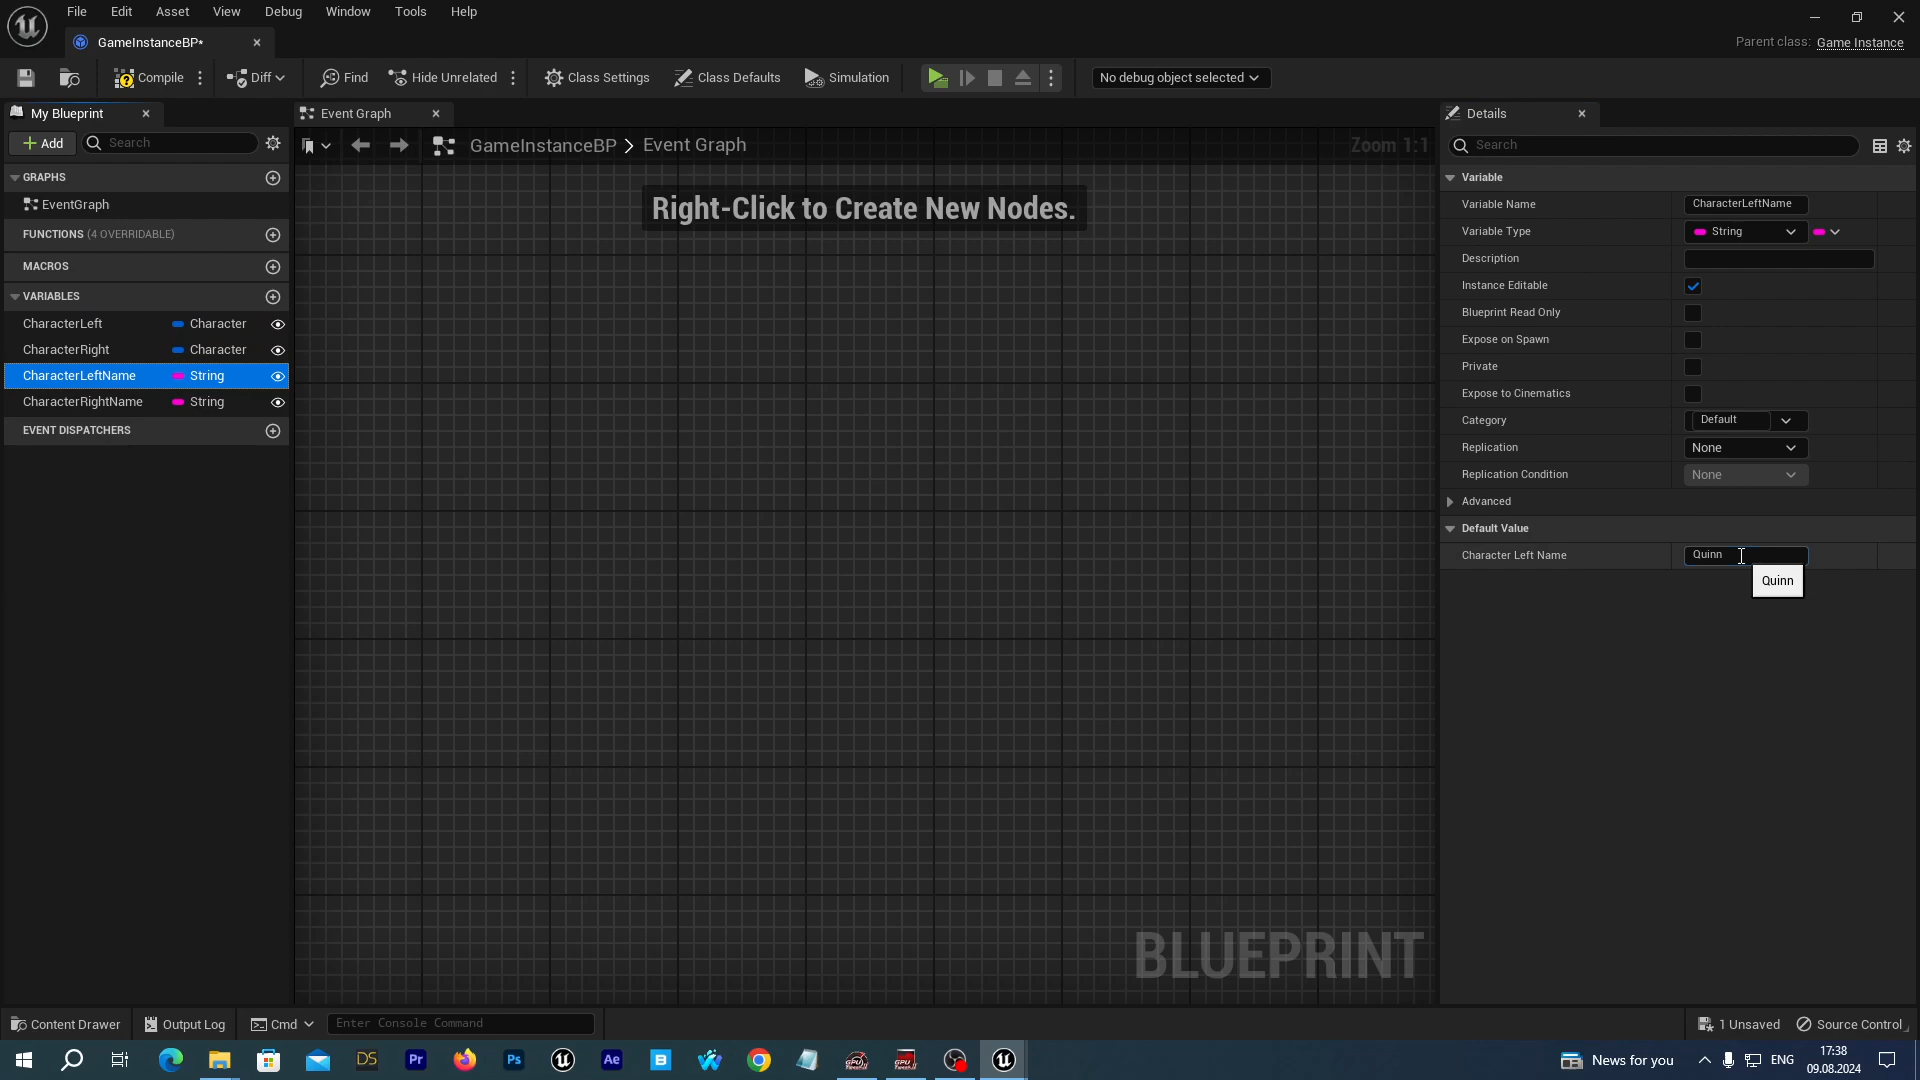 File Edit Asset View Debug Window Tools Help
GameInstanceBP*
Parent class: Game Instance
Compile Diff Find Hide Unrelated Class Settings Class Defaults Simulation No debug object selected
My Blueprint
Event Graph
Details
Add Search
GameInstanceBP > Event Graph
Zoom 1:1
Search
GRAPHS
EventGraph
FUNCTIONS (4 OVERRIDABLE)
MACROS
VARIABLES
CharacterLeft Character
CharacterRight Character
CharacterLeftName String
CharacterRightName String
EVENT DISPATCHERS
Right-Click to Create New Nodes.
BLUEPRINT
Variable
Variable Name CharacterLeftName
Variable Type String
Description
Instance Editable
Blueprint Read Only
Expose on Spawn
Private
Expose to Cinematics
Category Default
Replication None
Replication Condition None
Advanced
Default Value
Character Left Name Quinn
Quinn
Content Drawer Output Log Cmd Enter Console Command
1 Unsaved Source Control
DS Pr Ps Ae
News for you ENG
17:38
09.08.2024